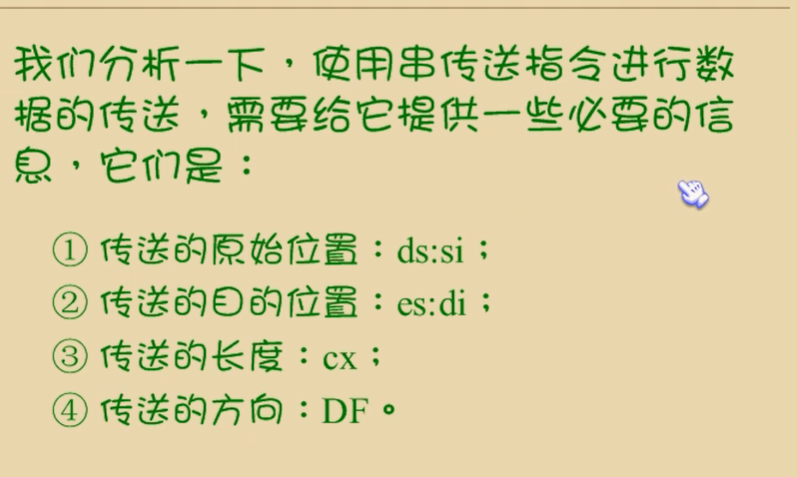 我们分析一下，使用串传送指令进行数
据的传送，需要给它提供一些必要的信
息，它们是：
① 传送的原始位置：ds:si；
② 传送的目的位置：es:di；
③ 传送的长度：cx；
④ 传送的方向：DF。